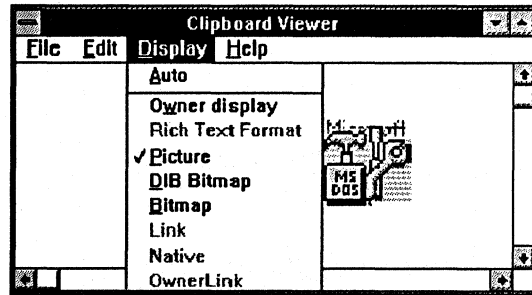 Clipboard Viewer
File Edit Display Help
Auto
Owner display
Rich Text Format
✓Picture
DIB Bitmap
Bitmap
Link
Native
OwnerLink
Microsoft
MS
DOS